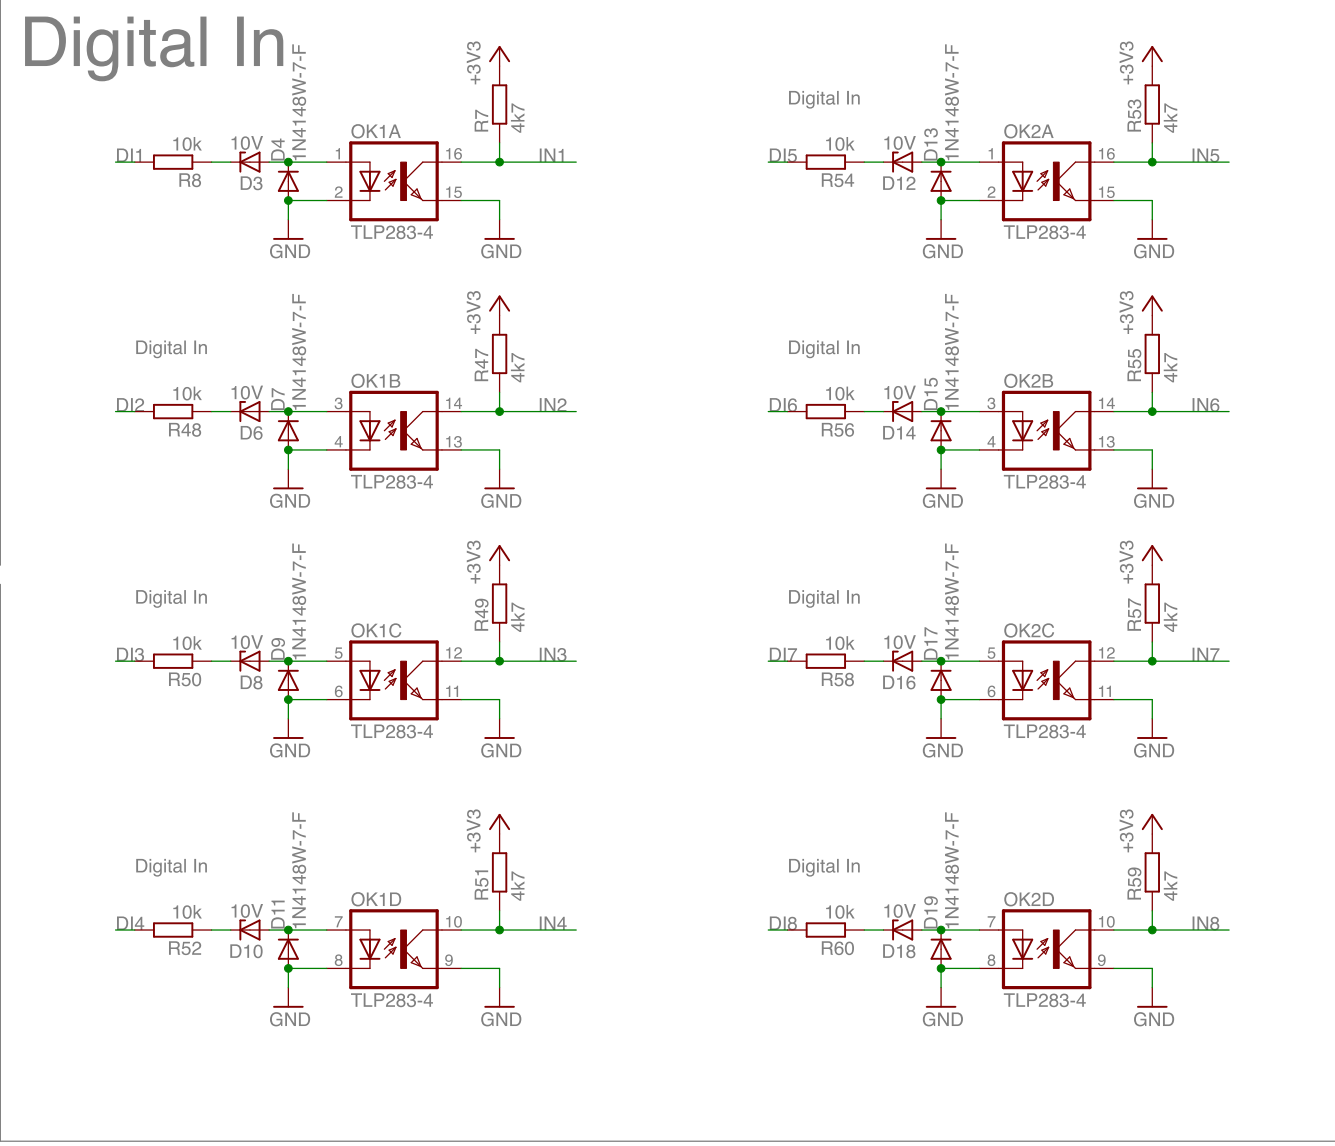 Digital In
DI1
10k
R8
10V
D3
D4
1N4148W-7-F
OK1A
1
2
16
15
TLP283-4
+3V3
R7
4k7
IN1
GND
GND
Digital In
DI5
10k
R54
10V
D12
D13
1N4148W-7-F
OK2A
1
2
16
15
TLP283-4
+3V3
R53
4k7
IN5
GND
GND
Digital In
DI2
10k
R48
10V
D6
D7
1N4148W-7-F
OK1B
3
4
14
13
TLP283-4
+3V3
R47
4k7
IN2
GND
GND
Digital In
DI6
10k
R56
10V
D14
D15
1N4148W-7-F
OK2B
3
4
14
13
TLP283-4
+3V3
R55
4k7
IN6
GND
GND
Digital In
DI3
10k
R50
10V
D8
D9
1N4148W-7-F
OK1C
5
6
12
11
TLP283-4
+3V3
R49
4k7
IN3
GND
GND
Digital In
DI7
10k
R58
10V
D16
D17
1N4148W-7-F
OK2C
5
6
12
11
TLP283-4
+3V3
R57
4k7
IN7
GND
GND
Digital In
DI4
10k
R52
10V
D10
D11
1N4148W-7-F
OK1D
7
8
10
9
TLP283-4
+3V3
R51
4k7
IN4
GND
GND
Digital In
DI8
10k
R60
10V
D18
D19
1N4148W-7-F
OK2D
7
8
10
9
TLP283-4
+3V3
R59
4k7
IN8
GND
GND